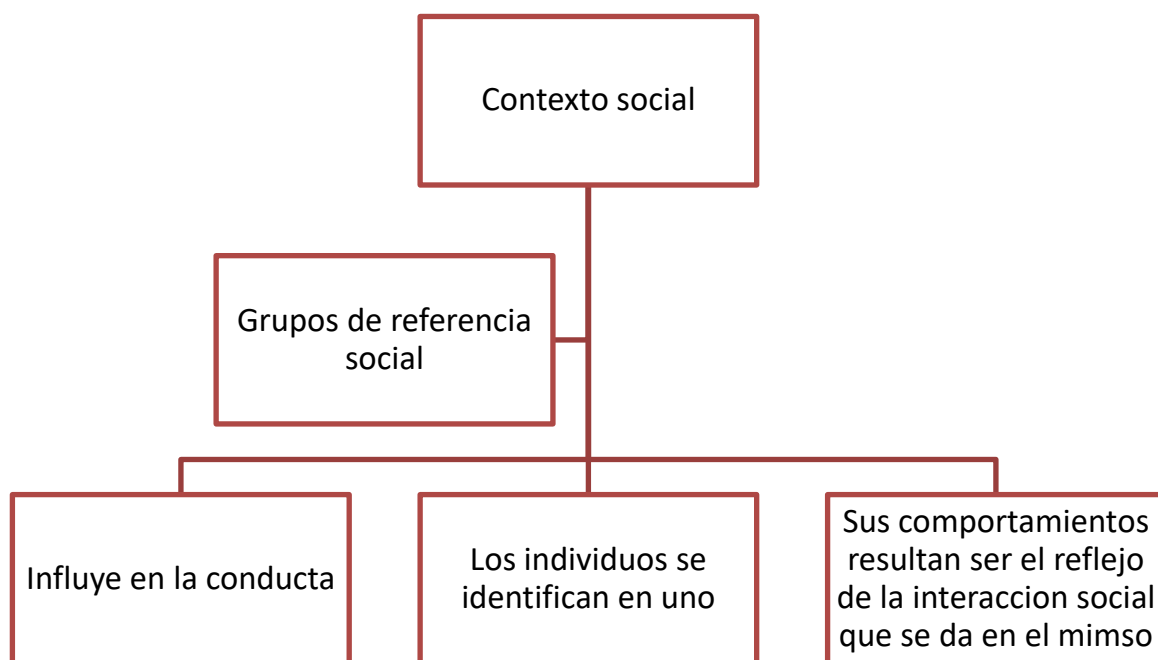 Contexto social
Grupos de referencia
social
Influye en la conducta
Los individuos se
identifican en uno
Sus comportamientos
resultan ser el reflejo
de la interaccion social
que se da en el mimso